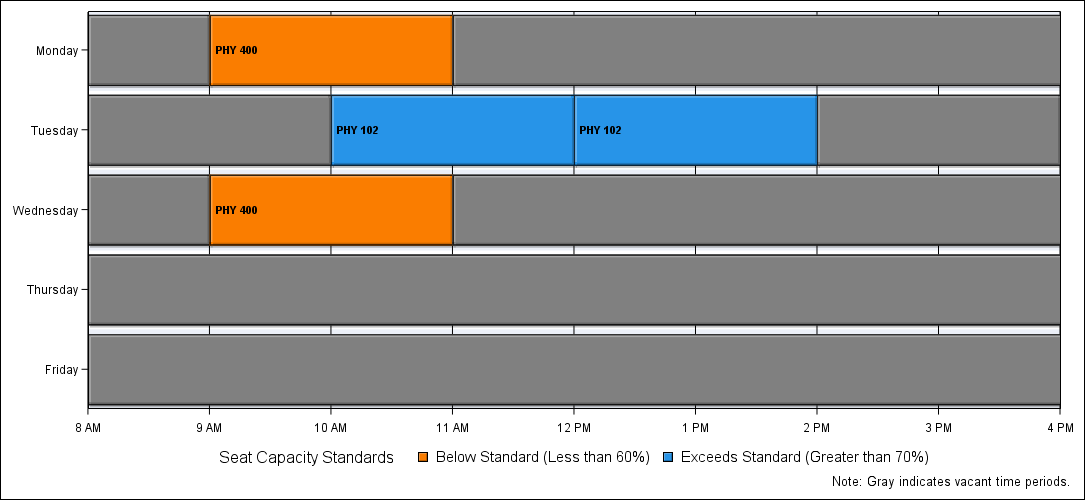 Monday
PHY 400
Tuesday
PHY 102
PHY 102
Wednesday
PHY 400
Thursday
Friday
8 AM 9 AM 10 AM 11 AM 12 PM 1 PM 2 PM 3 PM 4 PM
Seat Capacity Standards Below Standard (Less than 60%) Exceeds Standard (Greater than 70%)
Note: Gray indicates vacant time periods.